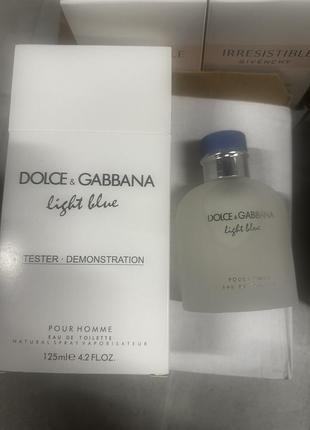 IRRESISTIBLE
GIVENCHY
DOLCE & GABBANA
light blue
TESTER · DEMONSTRATION
POUR HOMME
EAU DE TOILETTE
NATURAL SPRAY VAPORISATEUR
125ml℮ 4.2 FL.OZ.
DOLCE & GABBANA
light blue
POUR HOMME
EAU DE TOILETTE